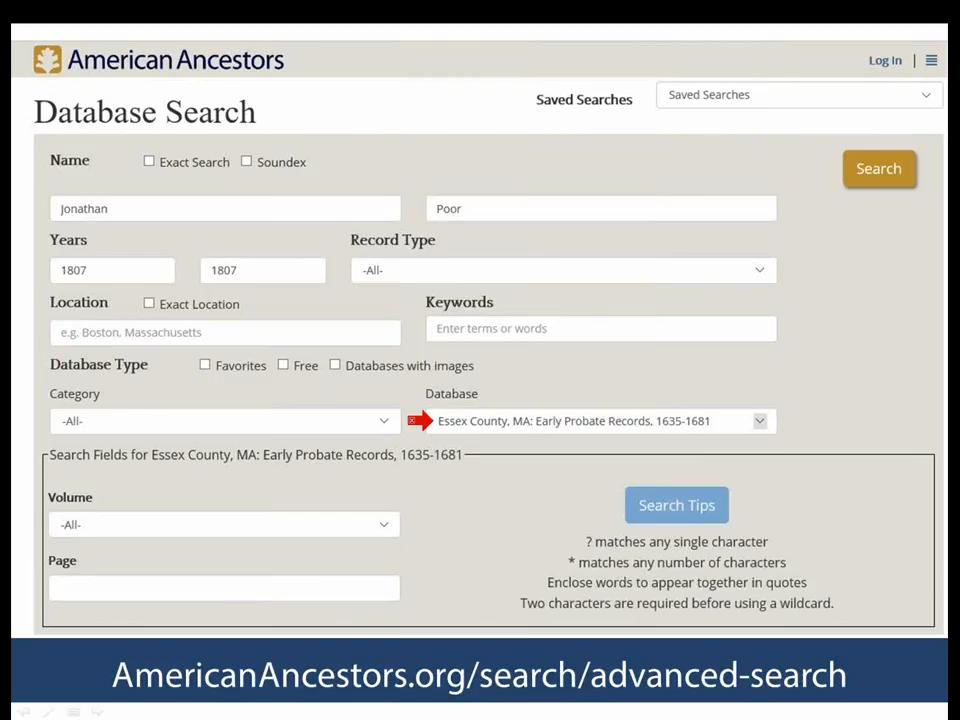 American Ancestors
Log In |
Database Search
Saved Searches
Saved Searches
Name
Exact Search
Soundex
Search
Jonathan
Poor
Years
Record Type
1807
1807
-All-
Location
Exact Location
Keywords
e.g. Boston, Massachusetts
Enter terms or words
Database Type
Favorites
Free
Databases with images
Category
Database
-All-
Essex County, MA: Early Probate Records, 1635-1681
Search Fields for Essex County, MA: Early Probate Records, 1635-1681
Volume
-All-
Search Tips
? matches any single character
Page
* matches any number of characters
Enclose words to appear together in quotes
Two characters are required before using a wildcard.
AmericanAncestors.org/search/advanced-search